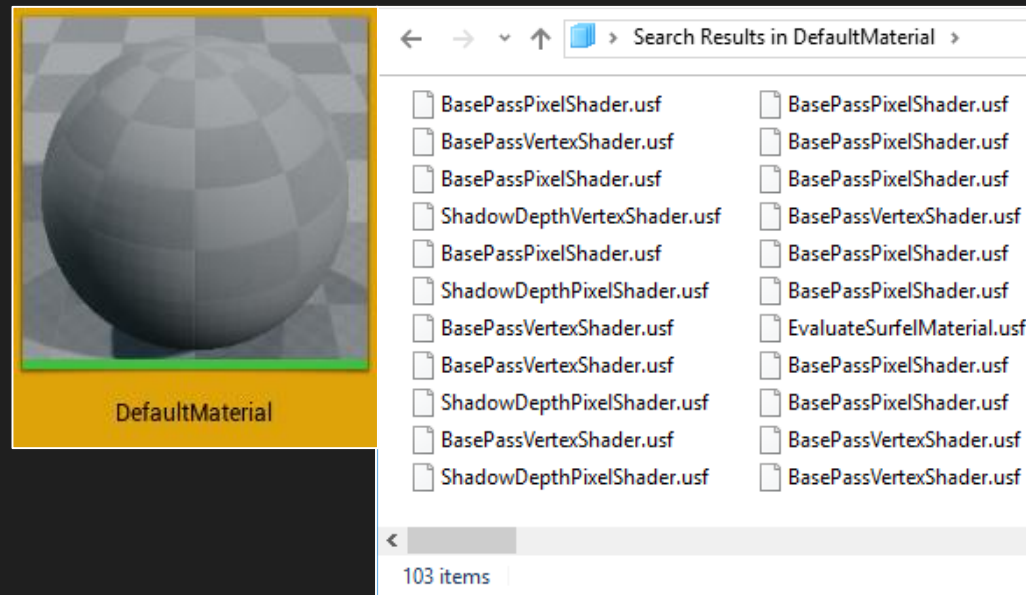 DefaultMaterial
Search Results in DefaultMaterial
BasePassPixelShader.usf
BasePassVertexShader.usf
BasePassPixelShader.usf
ShadowDepthVertexShader.usf
BasePassPixelShader.usf
ShadowDepthPixelShader.usf
BasePassVertexShader.usf
BasePassVertexShader.usf
ShadowDepthPixelShader.usf
BasePassVertexShader.usf
ShadowDepthPixelShader.usf
BasePassPixelShader.usf
BasePassPixelShader.usf
BasePassPixelShader.usf
BasePassVertexShader.usf
BasePassPixelShader.usf
BasePassPixelShader.usf
EvaluateSurfelMaterial.usf
BasePassPixelShader.usf
BasePassPixelShader.usf
BasePassVertexShader.usf
BasePassVertexShader.usf
103 items